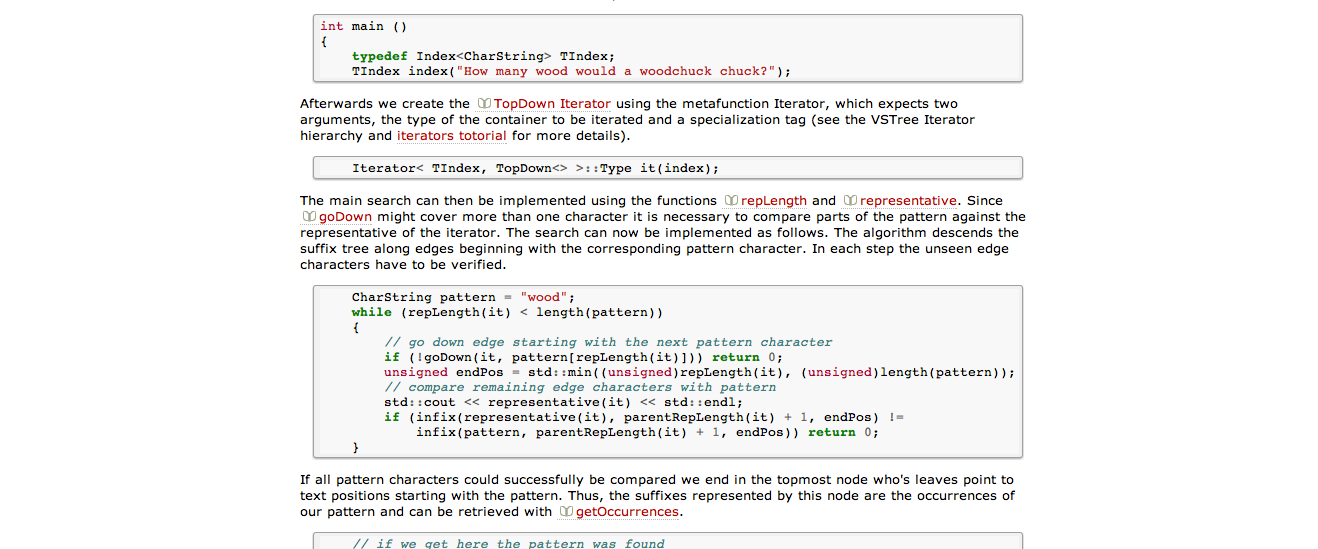 int main ()
{
    typedef Index<CharString> TIndex;
    TIndex index("How many wood would a woodchuck chuck?");
Afterwards we create the TopDown Iterator using the metafunction Iterator, which expects two
arguments, the type of the container to be iterated and a specialization tag (see the VSTree Iterator
hierarchy and iterators totorial for more details).
    Iterator< TIndex, TopDown<> >::Type it(index);
The main search can then be implemented using the functions repLength and representative. Since
goDown might cover more than one character it is necessary to compare parts of the pattern against the
representative of the iterator. The search can now be implemented as follows. The algorithm descends the
suffix tree along edges beginning with the corresponding pattern character. In each step the unseen edge
characters have to be verified.
    CharString pattern = "wood";
    while (repLength(it) < length(pattern))
    {
        // go down edge starting with the next pattern character
        if (!goDown(it, pattern[repLength(it)])) return 0;
        unsigned endPos = std::min((unsigned)repLength(it), (unsigned)length(pattern));
        // compare remaining edge characters with pattern
        std::cout << representative(it) << std::endl;
        if (infix(representative(it), parentRepLength(it) + 1, endPos) !=
            infix(pattern, parentRepLength(it) + 1, endPos)) return 0;
    }
If all pattern characters could successfully be compared we end in the topmost node who's leaves point to
text positions starting with the pattern. Thus, the suffixes represented by this node are the occurrences of
our pattern and can be retrieved with getOccurrences.
    // if we get here the pattern was found